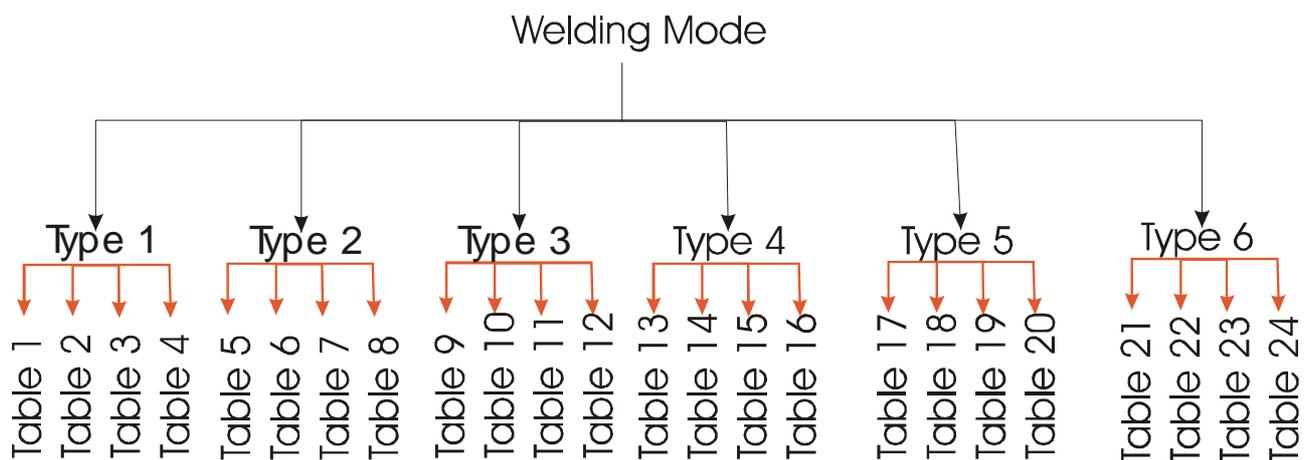 Welding Mode
Type 1 Type 2 Type 3 Type 4 Type 5 Type 6
Table 1
Table 2
Table 3
Table 4
Table 5
Table 6
Table 7
Table 8
Table 9
Table 10
Table 11
Table 12
Table 13
Table 14
Table 15
Table 16
Table 17
Table 18
Table 19
Table 20
Table 21
Table 22
Table 23
Table 24